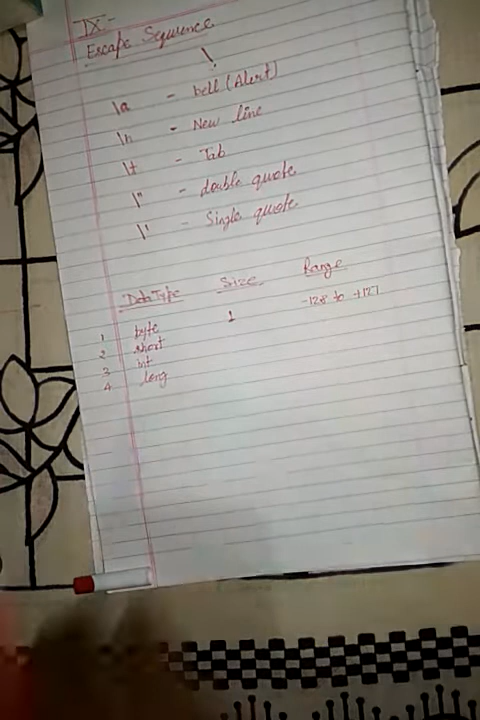 IX -
Escape Sequence
\
\a - bell (Alert)
\n - New line
\t - Tab
\" - double quote
\' - Single quote
Data Type Size Range
1 byte 1 -128 to +127
2 short
3 int
4 long